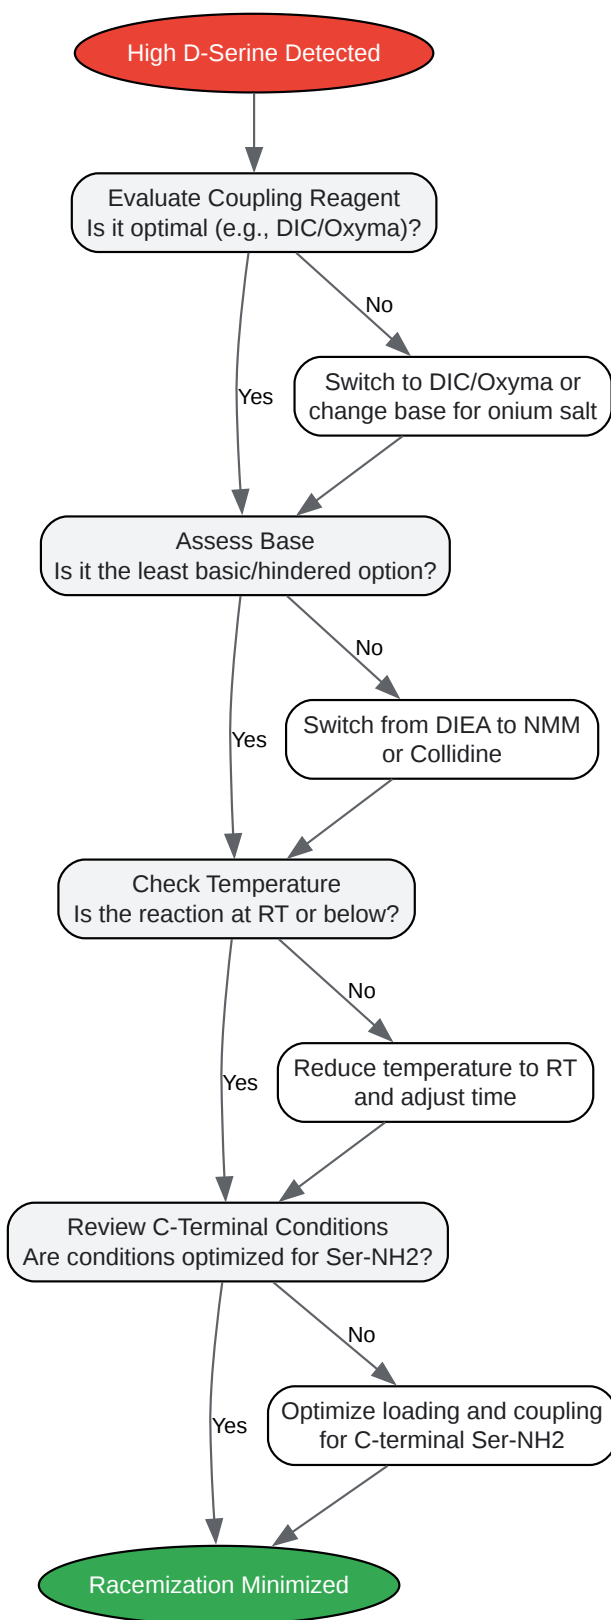 High D-Serine Detected
Evaluate Coupling Reagent
Is it optimal (e.g., DIC/Oxyma)?
No
Switch to DIC/Oxyma or
change base for onium salt
Yes
Assess Base
Is it the least basic/hindered option?
No
Switch from DIEA to NMM
or Collidine
Yes
Check Temperature
Is the reaction at RT or below?
No
Reduce temperature to RT
and adjust time
Yes
Review C-Terminal Conditions
Are conditions optimized for Ser-NH2?
No
Optimize loading and coupling
for C-terminal Ser-NH2
Yes
Racemization Minimized